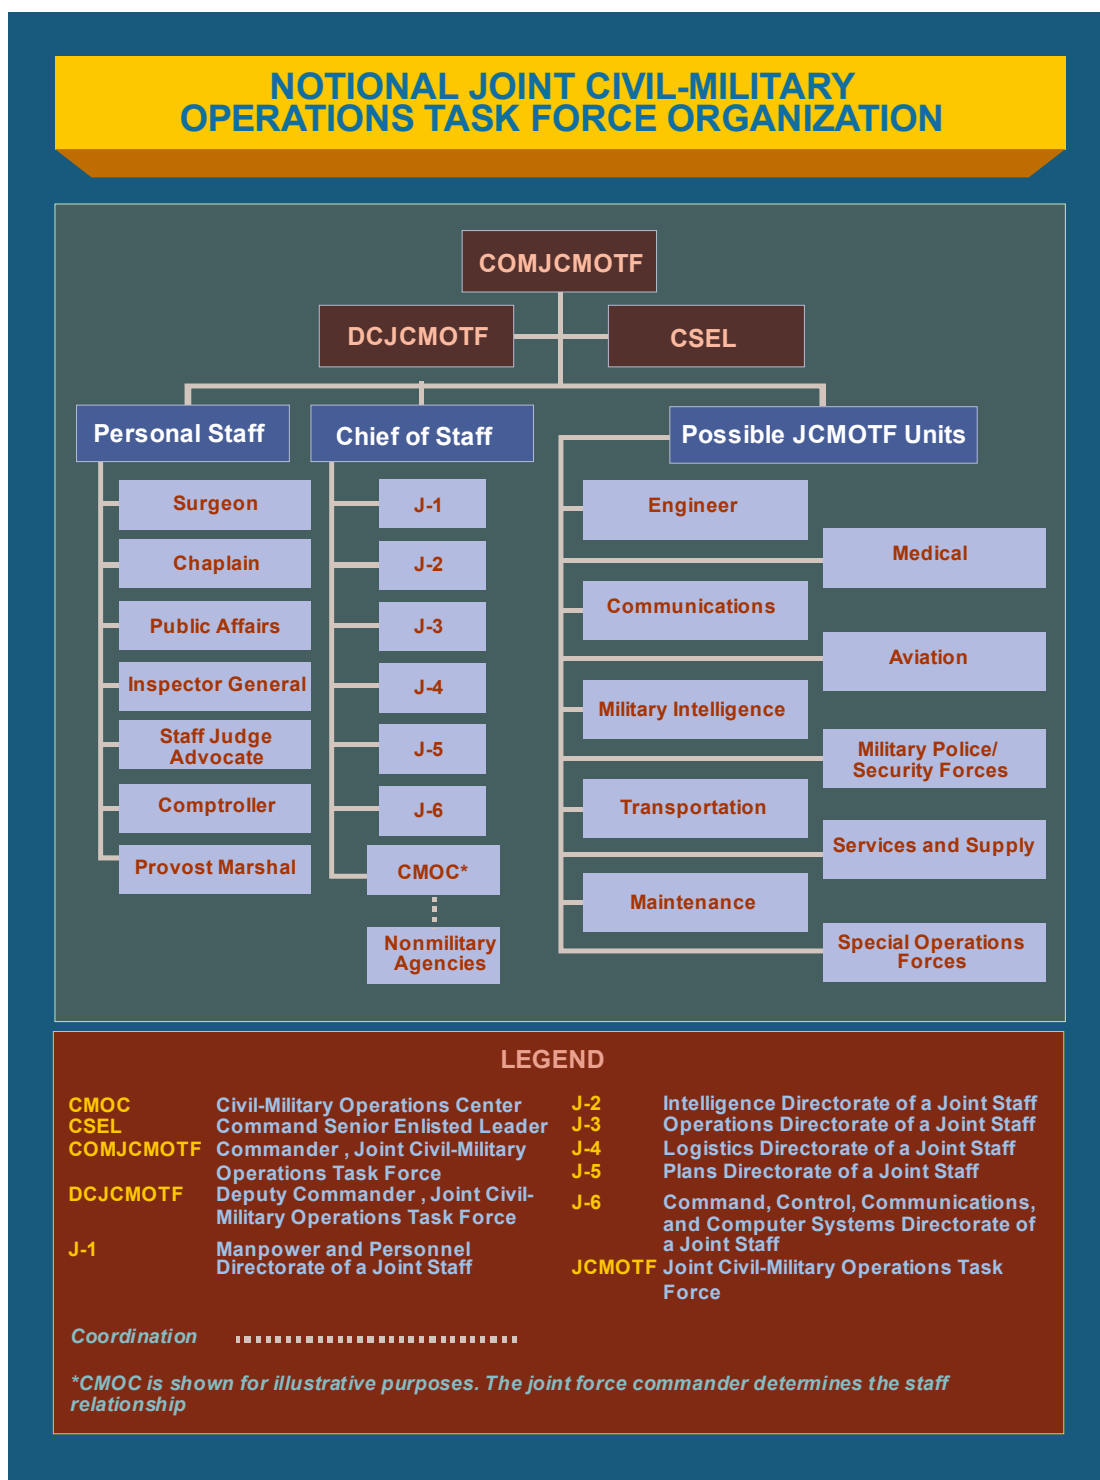 NOTIONAL JOINT CIVIL-MILITARY
OPERATIONS TASK FORCE ORGANIZATION
COMJCMOTF
DCJCMOTF
CSEL
Personal Staff
Surgeon
Chaplain
Public Affairs
Inspector General
Staff Judge
Advocate
Comptroller
Provost Marshal
Chief of Staff
J-1
J-2
J-3
J-4
J-5
J-6
CMOC*
Nonmilitary
Agencies
Possible JCMOTF Units
Engineer
Medical
Communications
Aviation
Military Intelligence
Military Police/
Security Forces
Transportation
Services and Supply
Maintenance
Special Operations
Forces
LEGEND
CMOC Civil-Military Operations Center
CSEL Command Senior Enlisted Leader
COMJCMOTF Commander , Joint Civil-Military
Operations Task Force
DCJCMOTF Deputy Commander , Joint Civil-
Military Operations Task Force
J-1 Manpower and Personnel
Directorate of a Joint Staff
J-2 Intelligence Directorate of a Joint Staff
J-3 Operations Directorate of a Joint Staff
J-4 Logistics Directorate of a Joint Staff
J-5 Plans Directorate of a Joint Staff
J-6 Command, Control, Communications,
and Computer Systems Directorate of
a Joint Staff
JCMOTF Joint Civil-Military Operations Task
Force
Coordination
*CMOC is shown for illustrative purposes. The joint force commander determines the staff
relationship